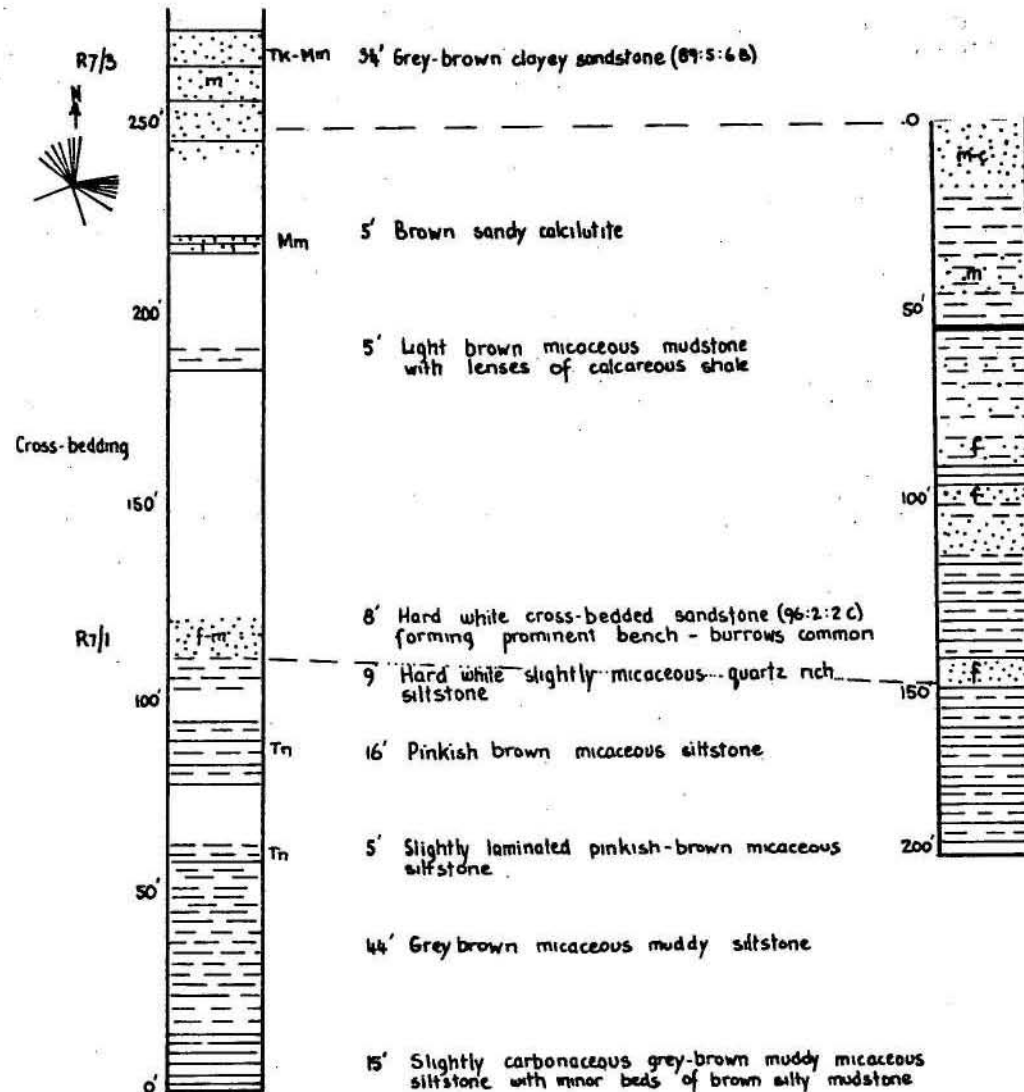 R7/3
TK-Mm 34' Grey-brown clayey sandstone (89:5:6B)
m
N
250'
0
m-c
Mm 5' Brown sandy calcilutite
m
200'
50'
5' Light brown micaceous mudstone
with lenses of calcareous shale
Cross-bedding
f
150'
100'
f
R7/1
f-m
8' Hard white cross-bedded sandstone (96:2:2C)
forming prominent bench - burrows common
9 Hard white slightly micaceous quartz rich
siltstone
f
150'
100'
Tn 16' Pinkish brown micaceous siltstone
Tn 5' Slightly laminated pinkish-brown micaceous
siltstone
200'
50'
44' Grey brown micaceous muddy siltstone
15' Slightly carbonaceous grey-brown muddy micaceous
siltstone with minor beds of brown silty mudstone
0'